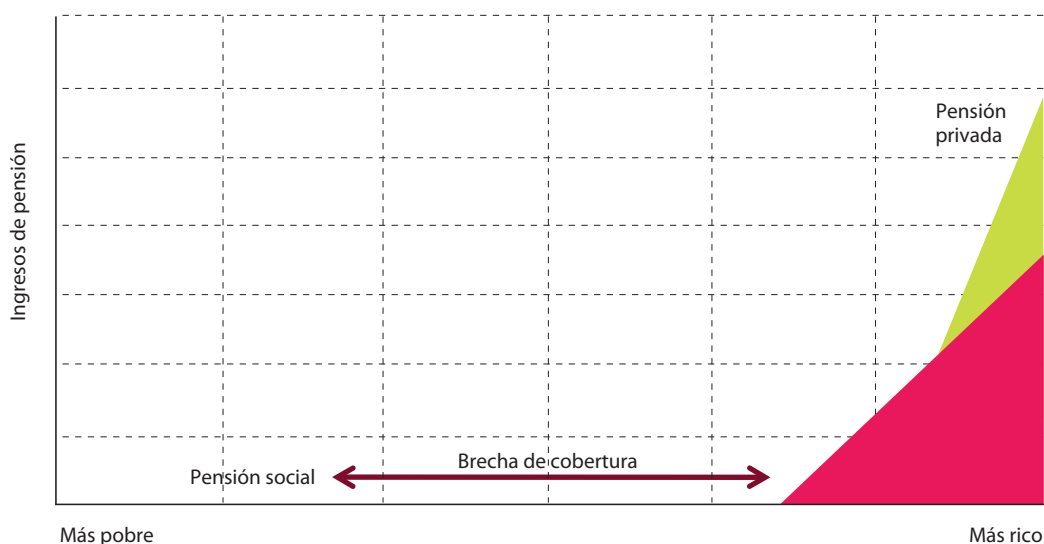 Pensión
privada
Ingresos de pensión
Brecha de cobertura
Pensión social
Más pobre
Más rico